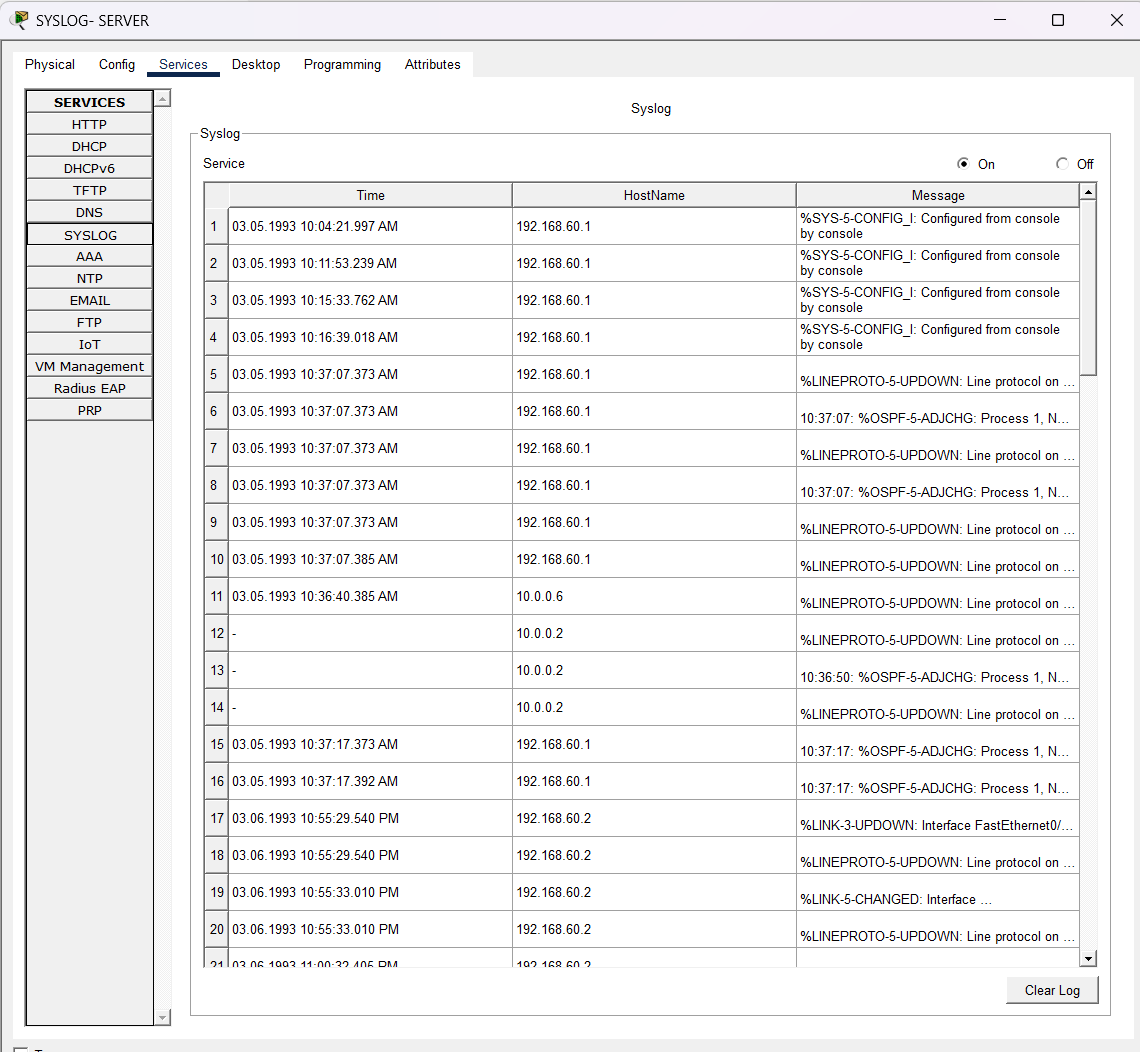 SYSLOG- SERVER
Physical Config Services Desktop Programming Attributes
SERVICES
HTTP
DHCP
DHCPv6
TFTP
DNS
SYSLOG
AAA
NTP
EMAIL
FTP
IoT
VM Management
Radius EAP
PRP
Syslog
Syslog
Service On Off
Time HostName Message
1 03.05.1993 10:04:21.997 AM 192.168.60.1 %SYS-5-CONFIG_I: Configured from console
by console
2 03.05.1993 10:11:53.239 AM 192.168.60.1 %SYS-5-CONFIG_I: Configured from console
by console
3 03.05.1993 10:15:33.762 AM 192.168.60.1 %SYS-5-CONFIG_I: Configured from console
by console
4 03.05.1993 10:16:39.018 AM 192.168.60.1 %SYS-5-CONFIG_I: Configured from console
by console
5 03.05.1993 10:37:07.373 AM 192.168.60.1 %LINEPROTO-5-UPDOWN: Line protocol on ...
6 03.05.1993 10:37:07.373 AM 192.168.60.1 10:37:07: %OSPF-5-ADJCHG: Process 1, N...
7 03.05.1993 10:37:07.373 AM 192.168.60.1 %LINEPROTO-5-UPDOWN: Line protocol on ...
8 03.05.1993 10:37:07.373 AM 192.168.60.1 10:37:07: %OSPF-5-ADJCHG: Process 1, N...
9 03.05.1993 10:37:07.373 AM 192.168.60.1 %LINEPROTO-5-UPDOWN: Line protocol on ...
10 03.05.1993 10:37:07.385 AM 192.168.60.1 %LINEPROTO-5-UPDOWN: Line protocol on ...
11 03.05.1993 10:36:40.385 AM 10.0.0.6 %LINEPROTO-5-UPDOWN: Line protocol on ...
12 - 10.0.0.2 %LINEPROTO-5-UPDOWN: Line protocol on ...
13 - 10.0.0.2 10:36:50: %OSPF-5-ADJCHG: Process 1, N...
14 - 10.0.0.2 %LINEPROTO-5-UPDOWN: Line protocol on ...
15 03.05.1993 10:37:17.373 AM 192.168.60.1 10:37:17: %OSPF-5-ADJCHG: Process 1, N...
16 03.05.1993 10:37:17.392 AM 192.168.60.1 10:37:17: %OSPF-5-ADJCHG: Process 1, N...
17 03.06.1993 10:55:29.540 PM 192.168.60.2 %LINK-3-UPDOWN: Interface FastEthernet0/...
18 03.06.1993 10:55:29.540 PM 192.168.60.2 %LINEPROTO-5-UPDOWN: Line protocol on ...
19 03.06.1993 10:55:33.010 PM 192.168.60.2 %LINK-5-CHANGED: Interface ...
20 03.06.1993 10:55:33.010 PM 192.168.60.2 %LINEPROTO-5-UPDOWN: Line protocol on ...
21 03.06.1993 11:00:32.405 PM 192.168.60.2
Clear Log